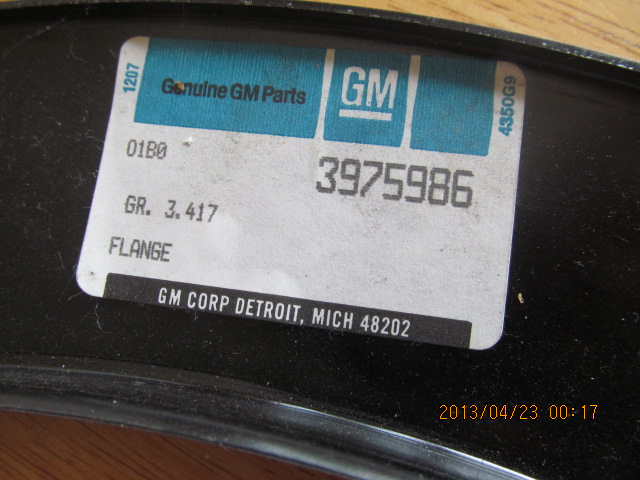 1207
Genuine GM Parts
GM
4350G9
01B0
3975986
GR. 3.417
FLANGE
GM CORP DETROIT, MICH 48202
2013/04/23 00:17